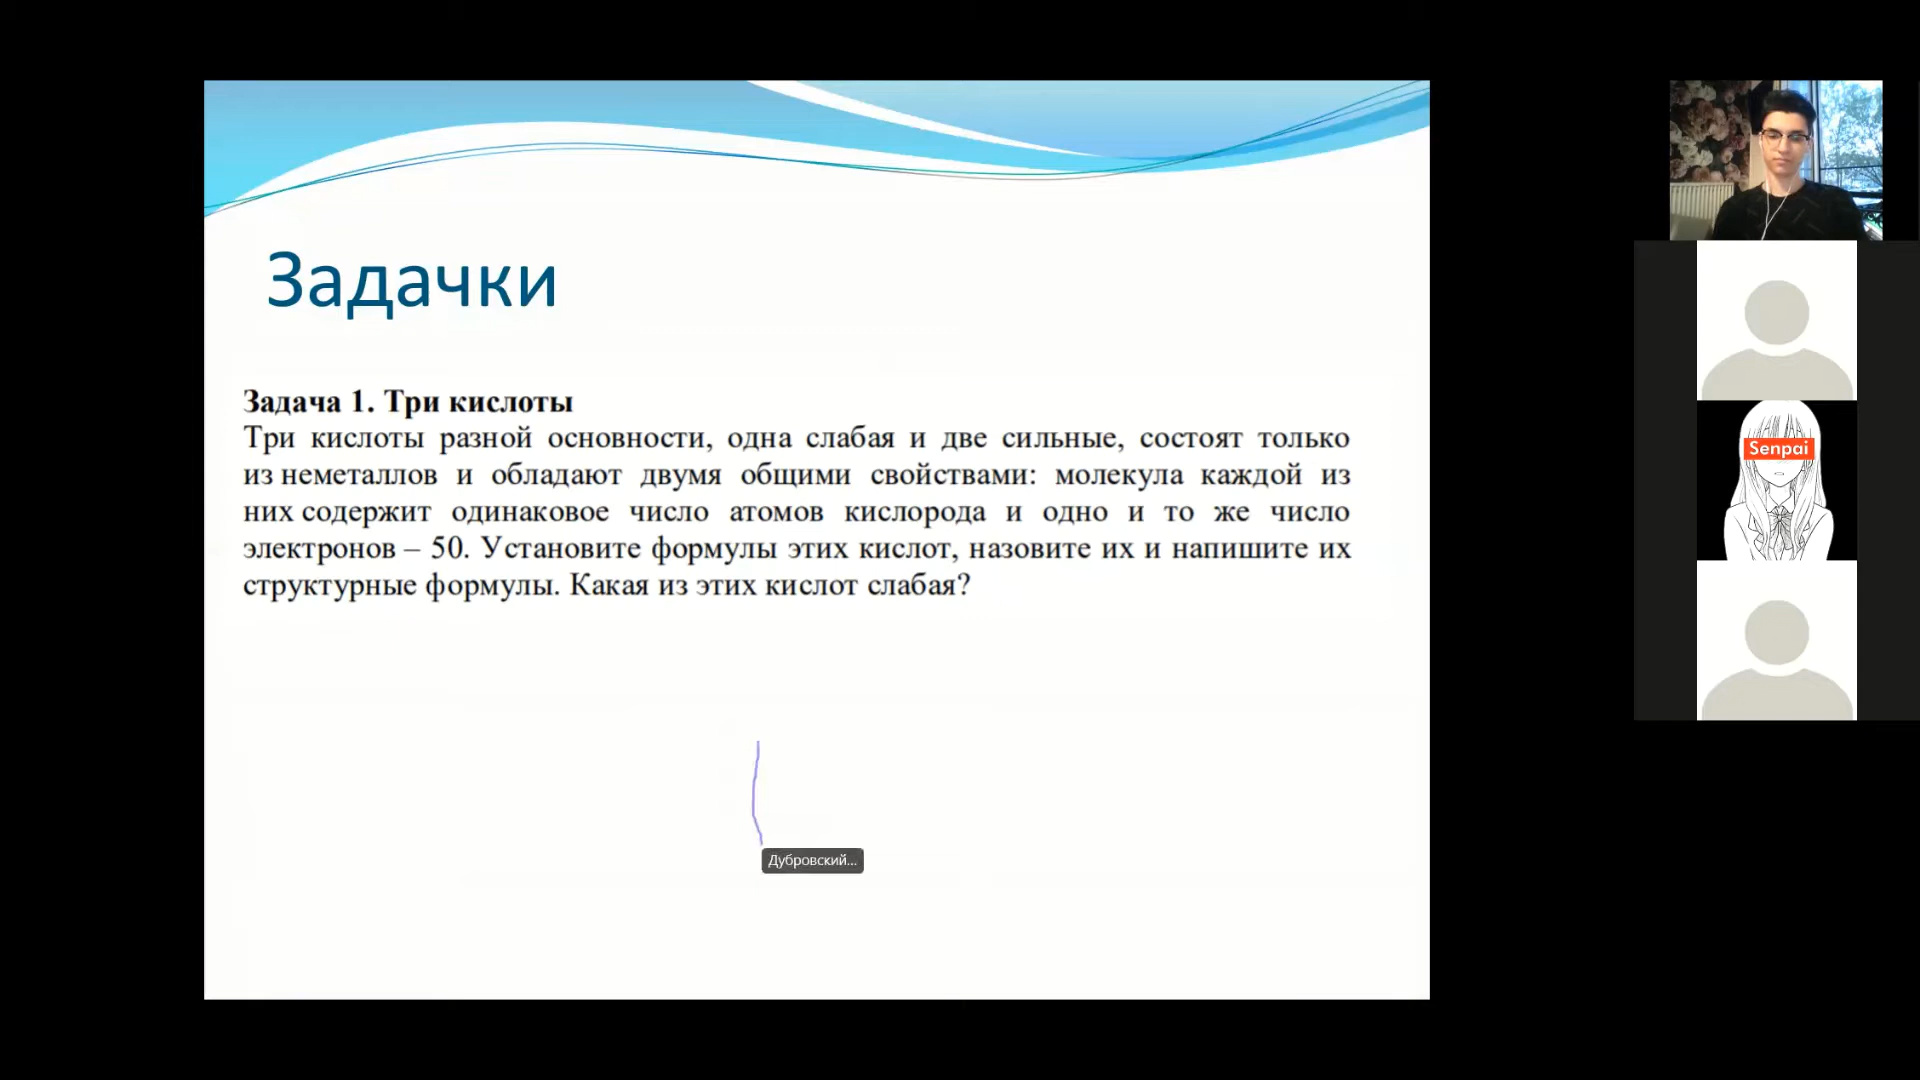 Задачки
Задача 1. Три кислоты
Три кислоты разной основности, одна слабая и две сильные, состоят только
из неметаллов и обладают двумя общими свойствами: молекула каждой из
них содержит одинаковое число атомов кислорода и одно и то же число
электронов – 50. Установите формулы этих кислот, назовите их и напишите их
структурные формулы. Какая из этих кислот слабая?
Дубровский...
Senpai